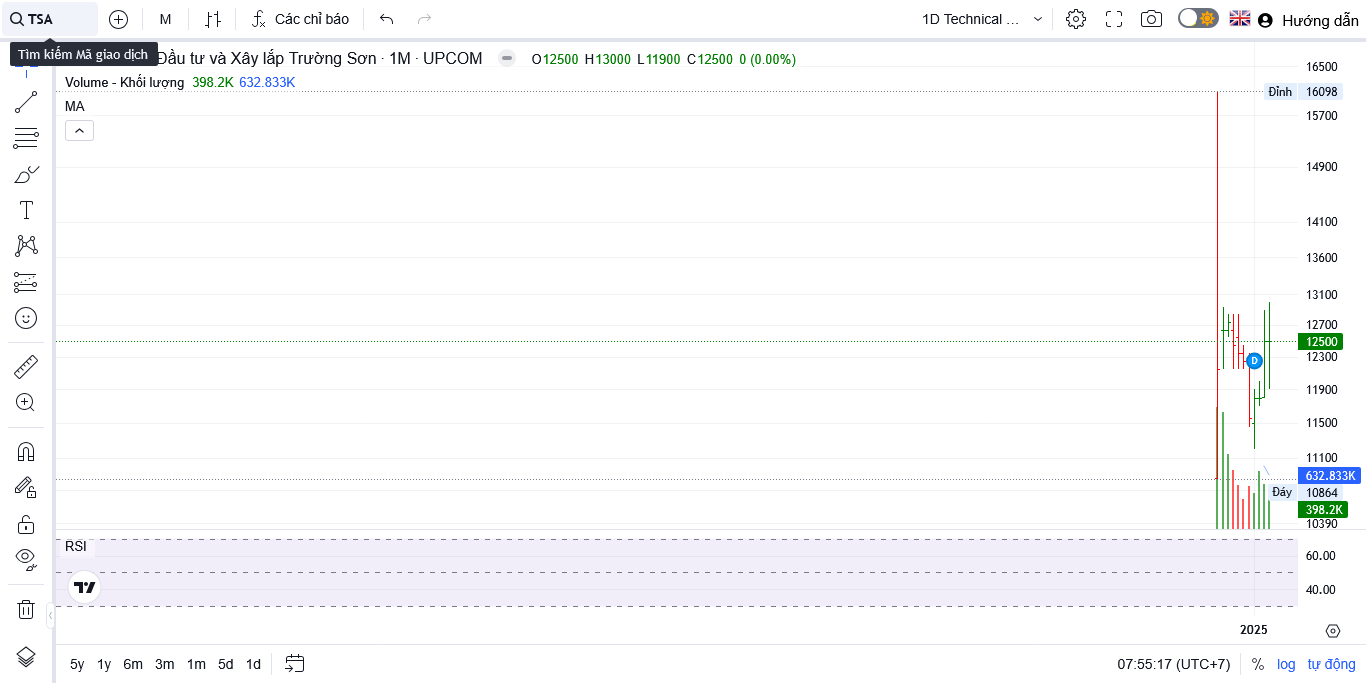 TSA
M
Các chỉ báo
1D Technical ...
Hướng dẫn
Tìm kiếm Mã giao dịch
Đầu tư và Xây lắp Trường Sơn · 1M · UPCOM
O12500 H13000 L11900 C12500 0 (0.00%)
Volume - Khối lượng 398.2K 632.833K
MA
16500
Đỉnh 16098
15700
14900
14100
13600
13100
12700
12500
12300
D
11900
11500
11100
632.833K
Đáy 10864
398.2K
10390
RSI
60.00
40.00
2025
5y 1y 6m 3m 1m 5d 1d
07:55:17 (UTC+7) % log tự động